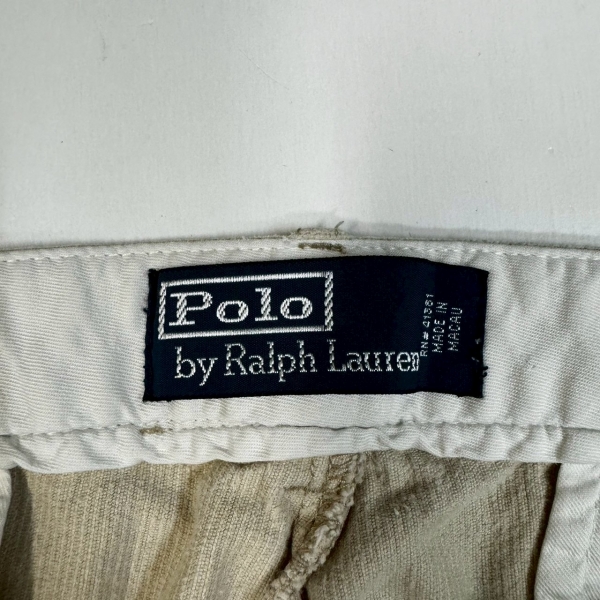 Polo
by Ralph Lauren
RN# 41381
MADE IN
MACAU